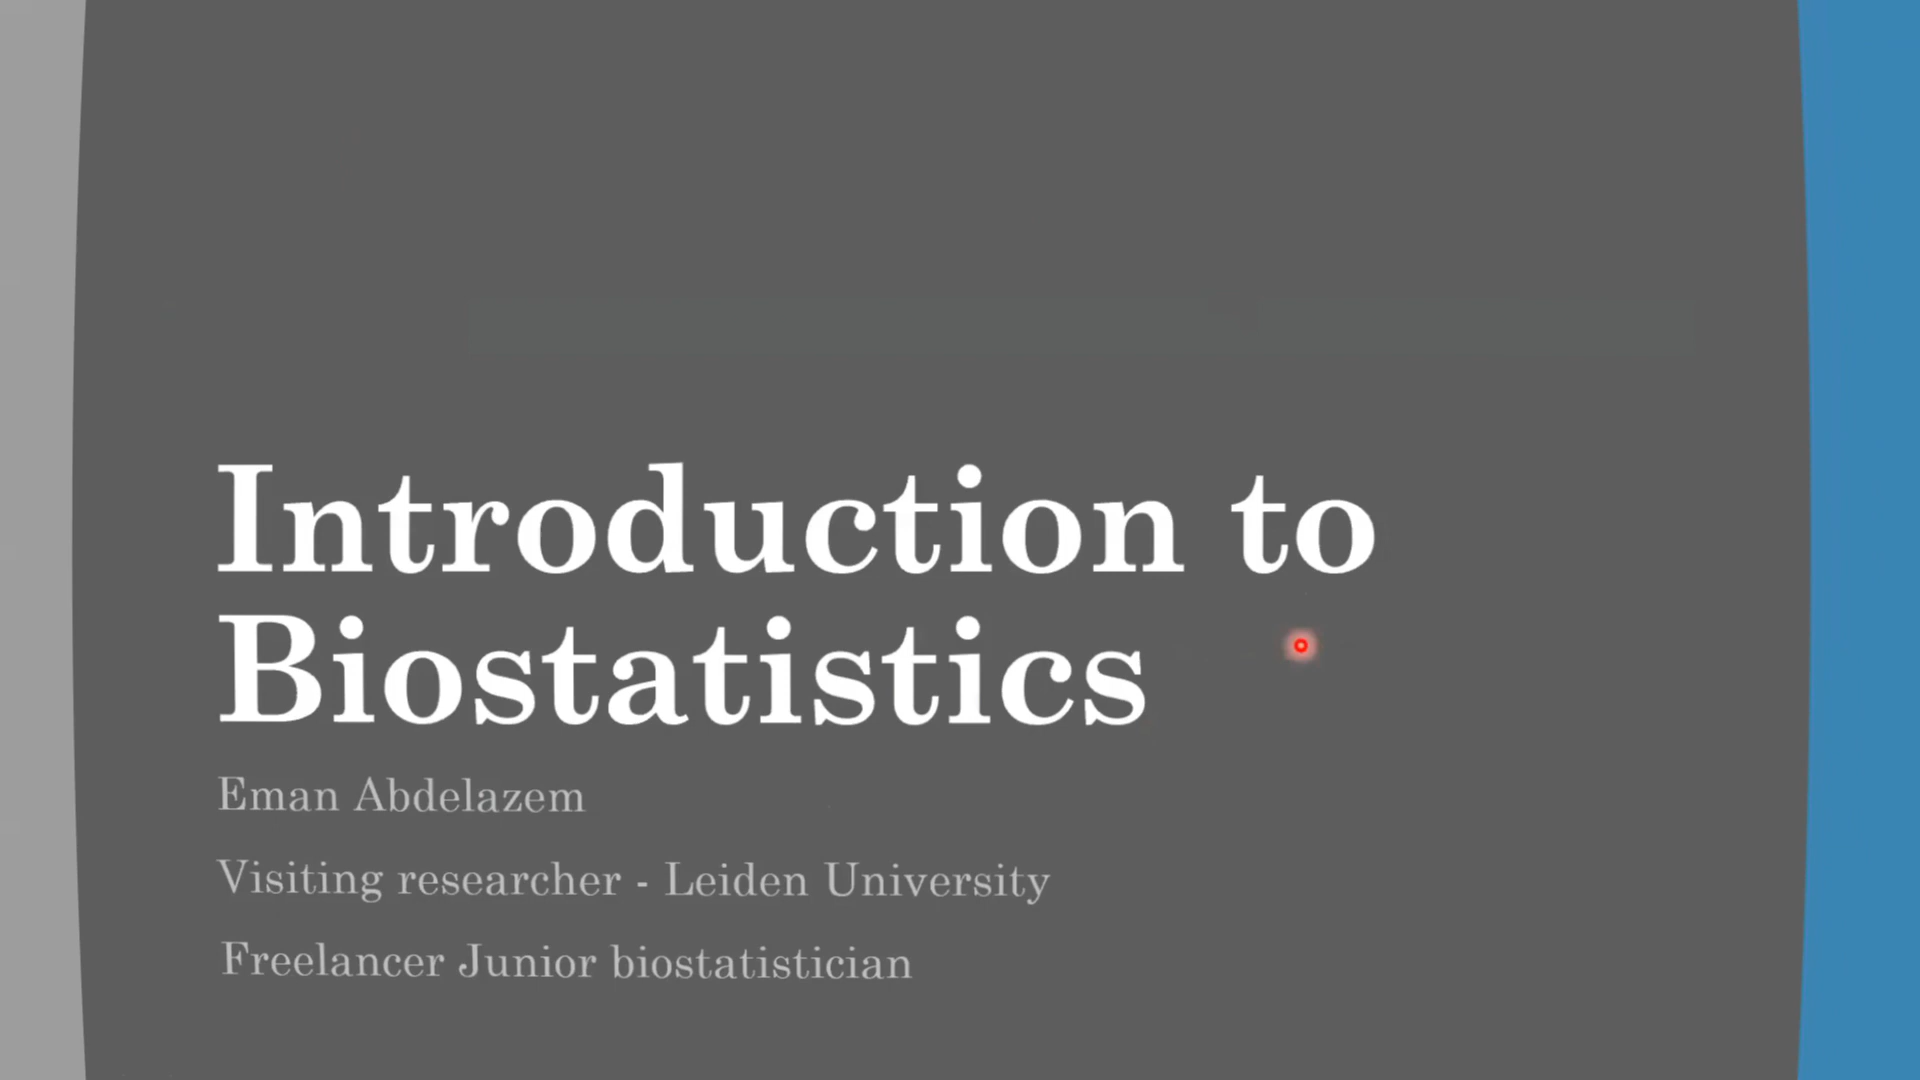 Introduction to
Biostatistics
Eman Abdelazem
Visiting researcher - Leiden University
Freelancer Junior biostatistician